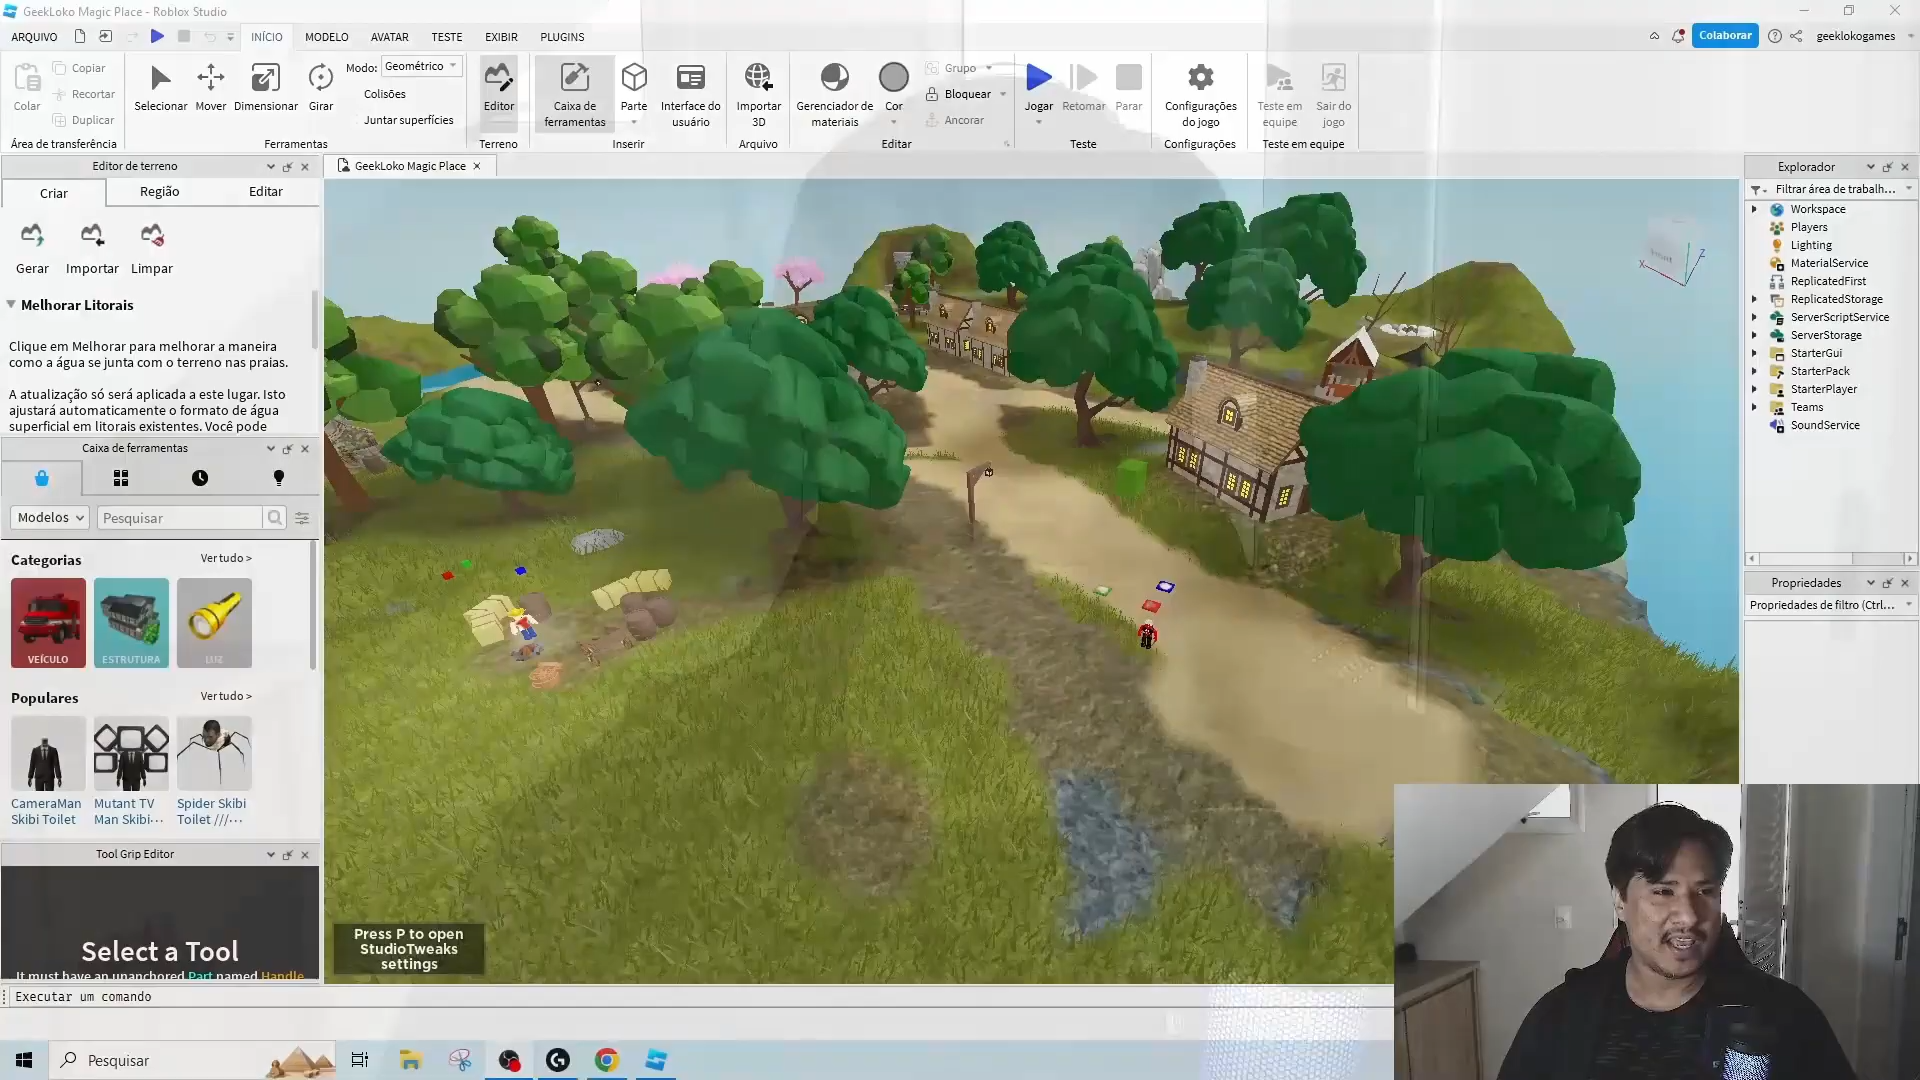 GeekLoko Magic Place - Roblox Studio
ARQUIVO
INÍCIO MODELO AVATAR TESTE EXIBIR PLUGINS
Colaborar geeklokogames
Colar
Copiar
Recortar
Duplicar
Área de transferência
Selecionar Mover Dimensionar Girar
Modo: Geométrico
Colisões
Juntar superfícies
Ferramentas
Editor
Terreno
Caixa de
ferramentas
Parte
Interface do
usuário
Inserir
Importar
3D
Arquivo
Gerenciador de
materiais
Cor
Grupo
Bloquear
Ancorar
Editar
Jogar Retomar Parar
Teste
Configurações
do jogo
Configurações
Teste em
equipe
Sair do
jogo
Teste em equipe
Editor de terreno
Criar Região Editar
Gerar Importar Limpar
Melhorar Litorais
Clique em Melhorar para melhorar a maneira
como a água se junta com o terreno nas praias.
A atualização só será aplicada a este lugar. Isto
ajustará automaticamente o formato de água
superficial em litorais existentes. Você pode
Caixa de ferramentas
Modelos Pesquisar
Categorias Ver tudo >
VEÍCULO ESTRUTURA LUZ
Populares Ver tudo >
CameraMan
Skibi Toilet
Mutant TV
Man Skibi...
Spider Skibi
Toilet ///...
Tool Grip Editor
Select a Tool
It must have an unanchored Part named Handle
Executar um comando
GeekLoko Magic Place
X Z
Press P to open
StudioTweaks
settings
Explorador
Filtrar área de trabalh...
Workspace
Players
Lighting
MaterialService
ReplicatedFirst
ReplicatedStorage
ServerScriptService
ServerStorage
StarterGui
StarterPack
StarterPlayer
Teams
SoundService
Propriedades
Propriedades de filtro (Ctrl...
Pesquisar